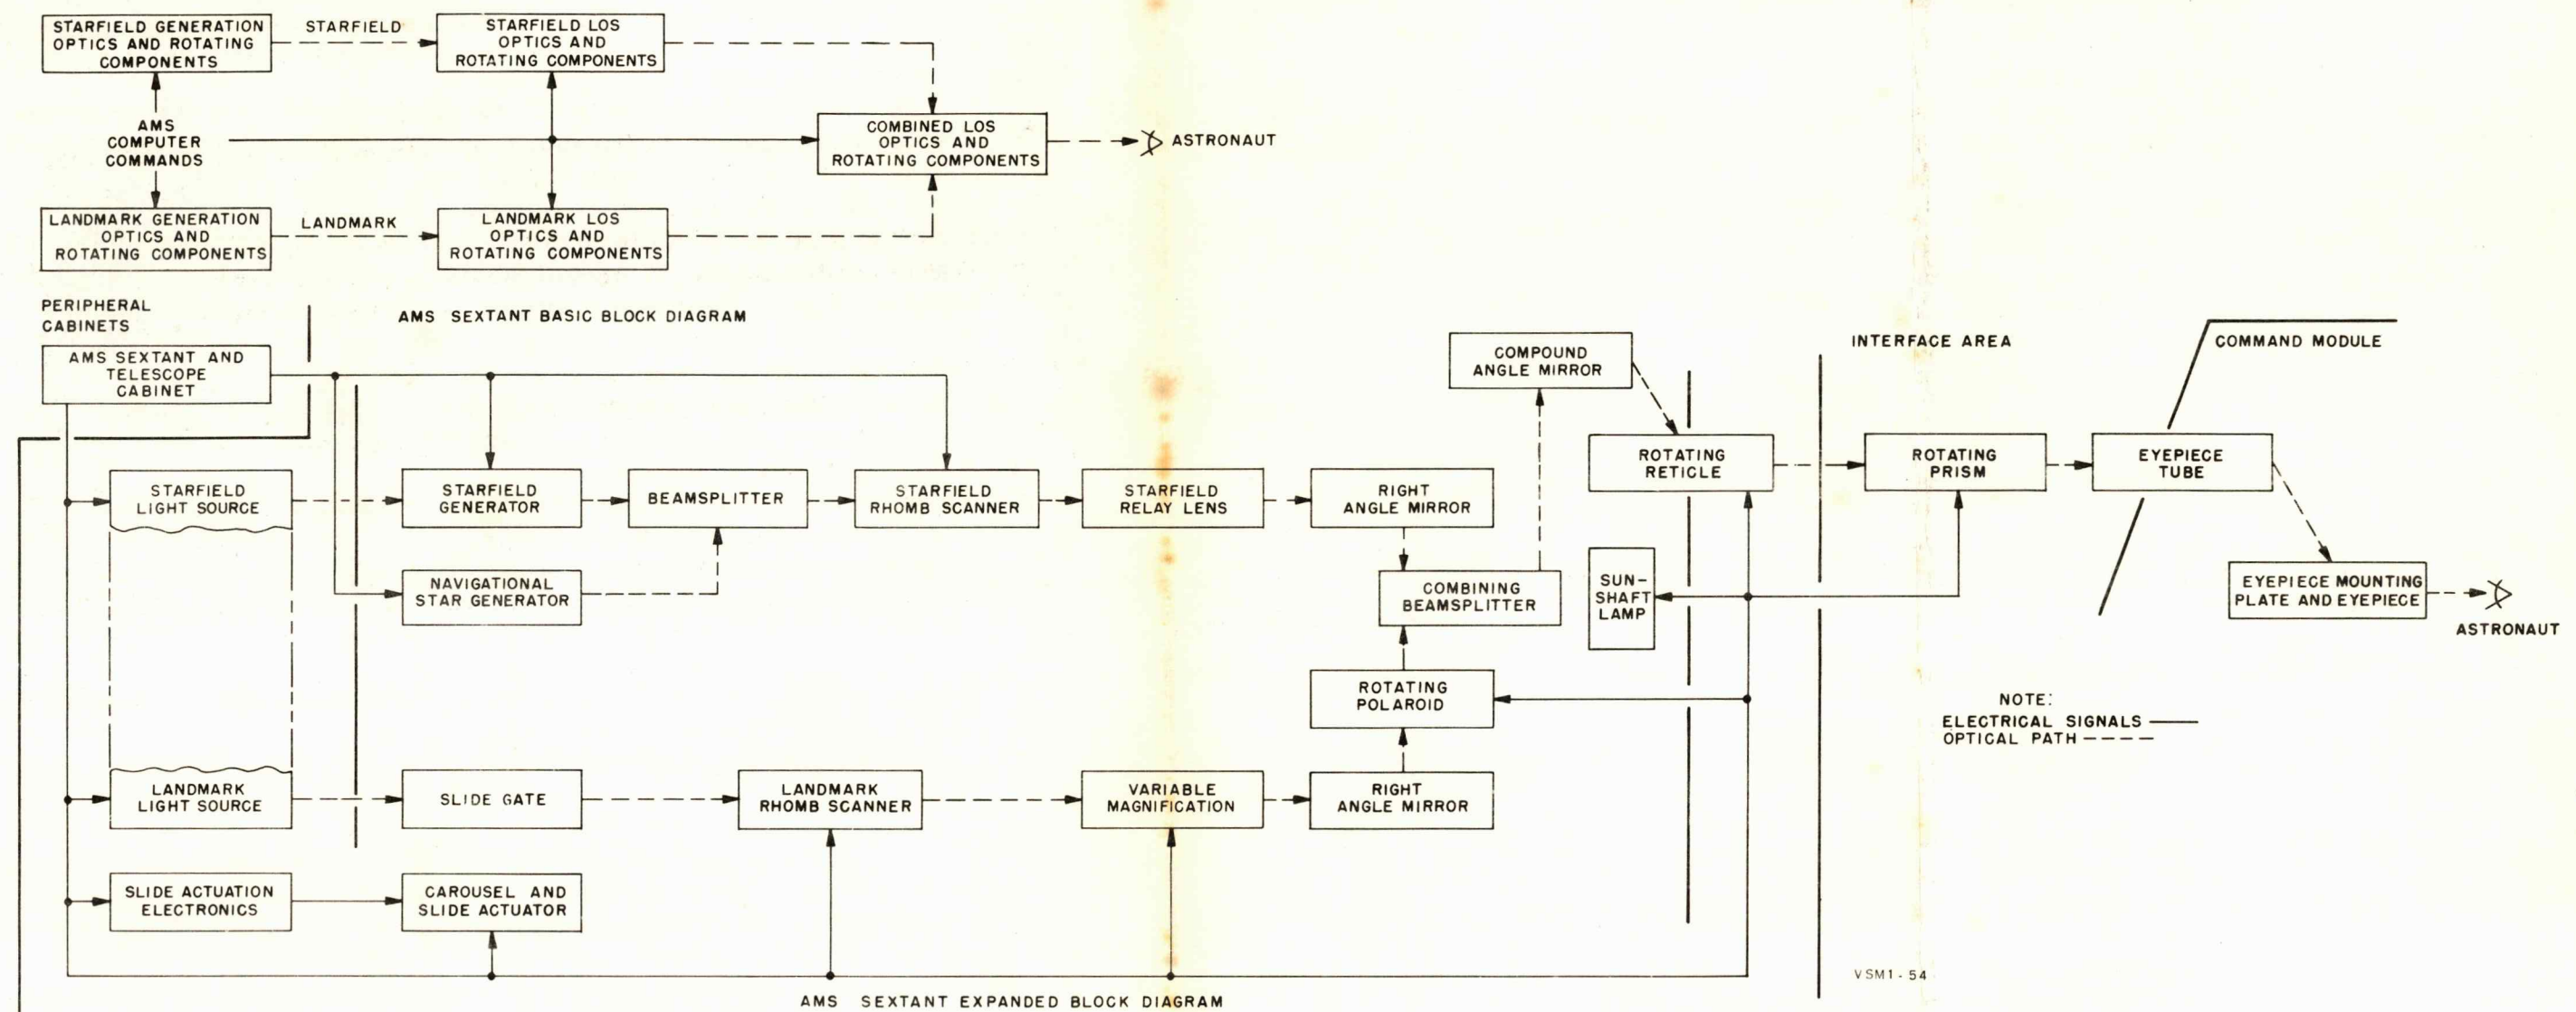 STARFIELD GENERATION
OPTICS AND ROTATING
COMPONENTS
STARFIELD
STARFIELD LOS
OPTICS AND
ROTATING COMPONENTS
AMS
COMPUTER
COMMANDS
COMBINED LOS
OPTICS AND
ROTATING COMPONENTS
ASTRONAUT
LANDMARK GENERATION
OPTICS AND
ROTATING COMPONENTS
LANDMARK
LANDMARK LOS
OPTICS AND
ROTATING COMPONENTS
PERIPHERAL
CABINETS
AMS SEXTANT BASIC BLOCK DIAGRAM
AMS SEXTANT AND
TELESCOPE
CABINET
COMPOUND
ANGLE MIRROR
INTERFACE AREA
COMMAND MODULE
STARFIELD
LIGHT SOURCE
STARFIELD
GENERATOR
BEAMSPLITTER
STARFIELD
RHOMB SCANNER
STARFIELD
RELAY LENS
RIGHT
ANGLE MIRROR
ROTATING
RETICLE
ROTATING
PRISM
EYEPIECE
TUBE
NAVIGATIONAL
STAR GENERATOR
COMBINING
BEAMSPLITTER
SUN-
SHAFT
LAMP
EYEPIECE MOUNTING
PLATE AND EYEPIECE
ASTRONAUT
ROTATING
POLAROID
NOTE:
ELECTRICAL SIGNALS
OPTICAL PATH
LANDMARK
LIGHT SOURCE
SLIDE GATE
LANDMARK
RHOMB SCANNER
VARIABLE
MAGNIFICATION
RIGHT
ANGLE MIRROR
SLIDE ACTUATION
ELECTRONICS
CAROUSEL AND
SLIDE ACTUATOR
VSM1-54
AMS SEXTANT EXPANDED BLOCK DIAGRAM